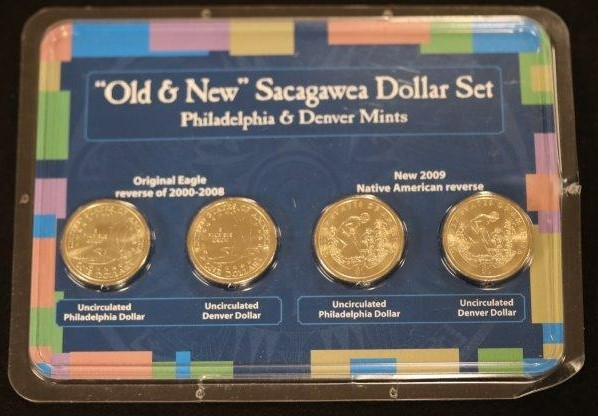 “Old & New” Sacagawea Dollar Set
Philadelphia & Denver Mints
Original Eagle
reverse of 2000-2008
New 2009
Native American reverse
Uncirculated
Philadelphia Dollar
Uncirculated
Denver Dollar
Uncirculated
Philadelphia Dollar
Uncirculated
Denver Dollar